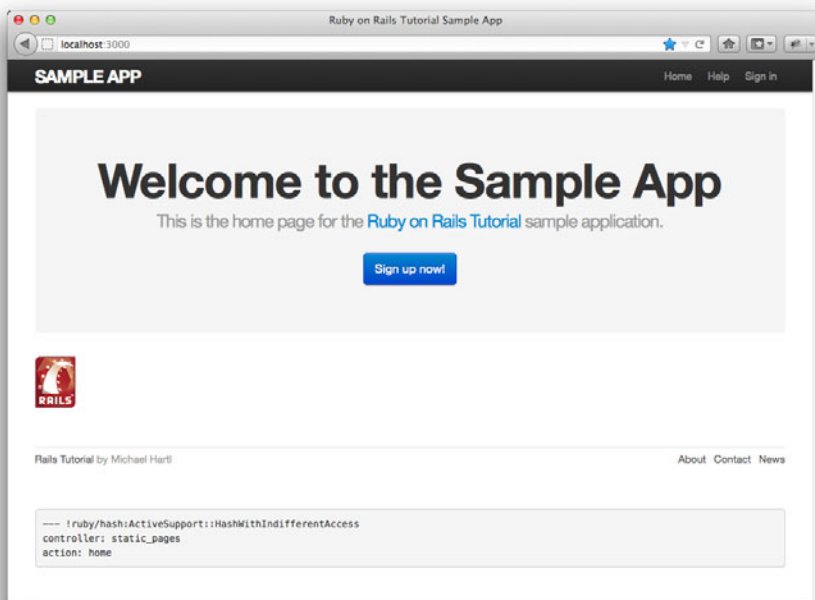 Ruby on Rails Tutorial Sample App
localhost:3000
SAMPLE APP
Home Help Sign in
Welcome to the Sample App
This is the home page for the Ruby on Rails Tutorial sample application.
Sign up now!
RAILS
Rails Tutorial by Michael Hartl
About Contact News
--- !ruby/hash:ActiveSupport::HashWithIndifferentAccess
controller: static_pages
action: home